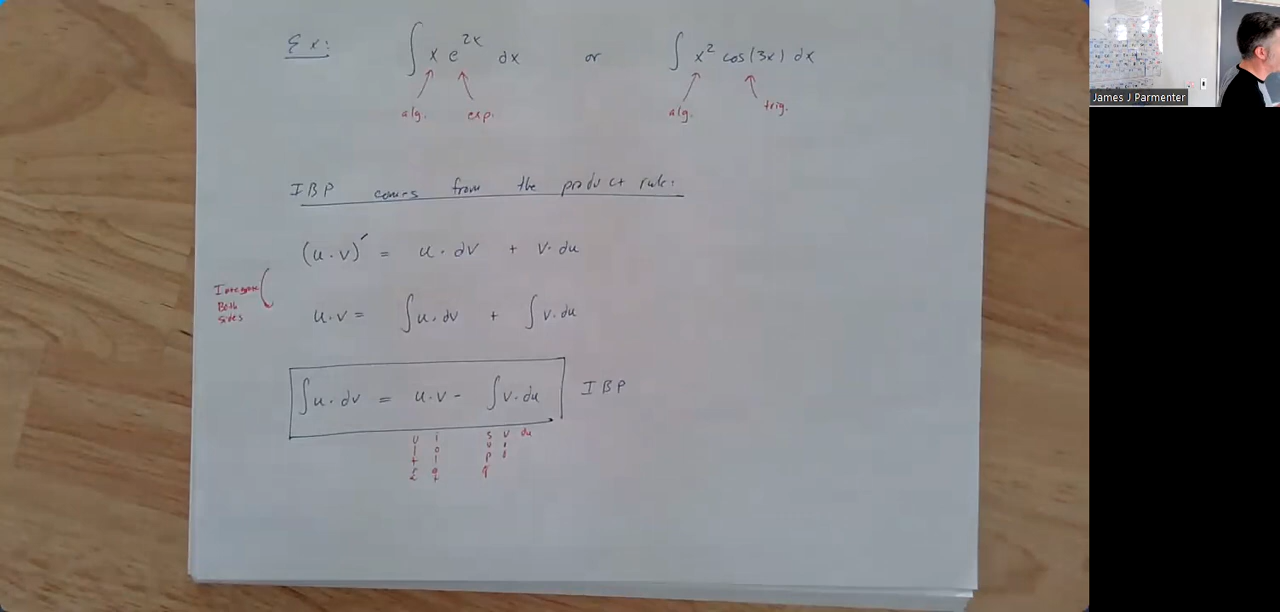 Ex: ∫ x e^{2x} dx or ∫ x² cos(3x) dx
alg. exp. alg. trig.
IBP comes from the product rule:
(u·v)′ = u·dv + v·du
Integrate
Both
sides
u·v = ∫u·dv + ∫v·du
∫u·dv = u·v - ∫v·du IBP
du
James J Parmenter